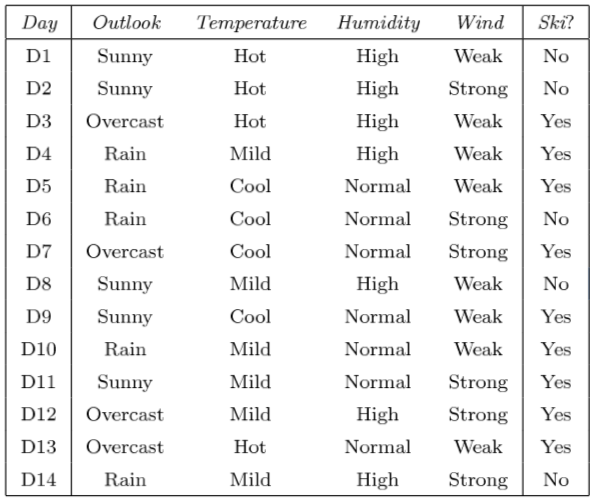 Day Outlook Temperature Humidity Wind Ski?
D1 Sunny Hot High Weak No
D2 Sunny Hot High Strong No
D3 Overcast Hot High Weak Yes
D4 Rain Mild High Weak Yes
D5 Rain Cool Normal Weak Yes
D6 Rain Cool Normal Strong No
D7 Overcast Cool Normal Strong Yes
D8 Sunny Mild High Weak No
D9 Sunny Cool Normal Weak Yes
D10 Rain Mild Normal Weak Yes
D11 Sunny Mild Normal Strong Yes
D12 Overcast Mild High Strong Yes
D13 Overcast Hot Normal Weak Yes
D14 Rain Mild High Strong No